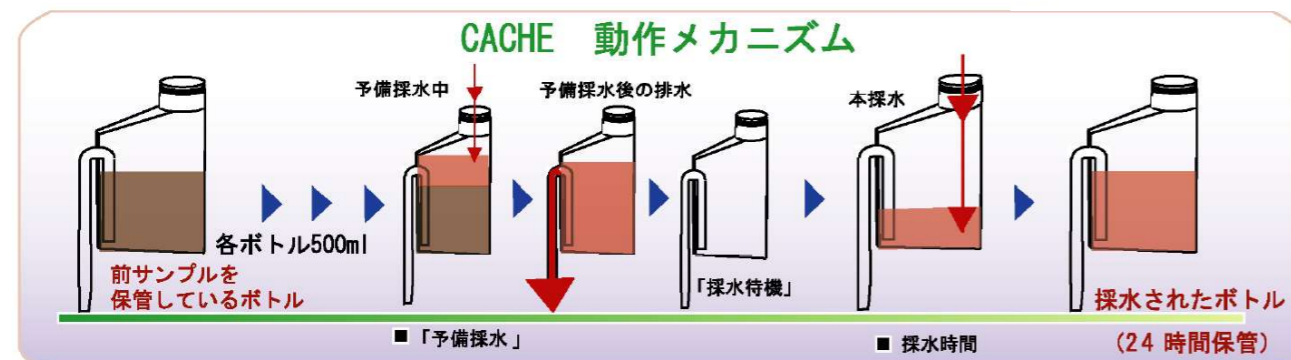 CACHE 動作メカニズム
予備採水中
予備採水後の排水
本採水
各ボトル500ml
前サンプルを
保管しているボトル
「採水待機」
採水されたボトル
■ 「予備採水」
■ 採水時間
(24 時間保管)